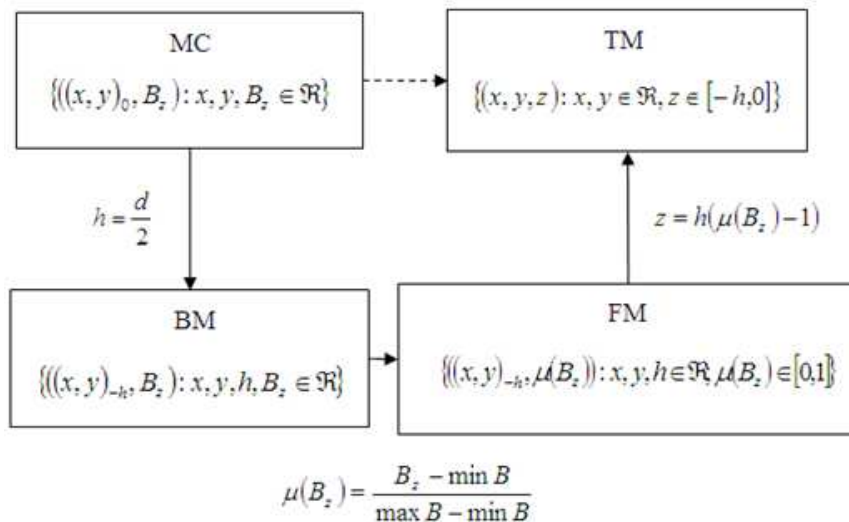 MC
{((x, y)₀, B_z): x, y, B_z ∈ ℜ}
TM
{(x, y, z): x, y ∈ ℜ, z ∈ [−h,0]}
h = d/2
z = h(μ(B_z)−1)
BM
{((x, y)₋ₕ, B_z): x, y, h, B_z ∈ ℜ}
FM
{((x, y)₋ₕ, μ(B_z)): x, y, h ∈ ℜ, μ(B_z) ∈ [0,1]}
μ(B_z) = (B_z − min B)/(max B − min B)